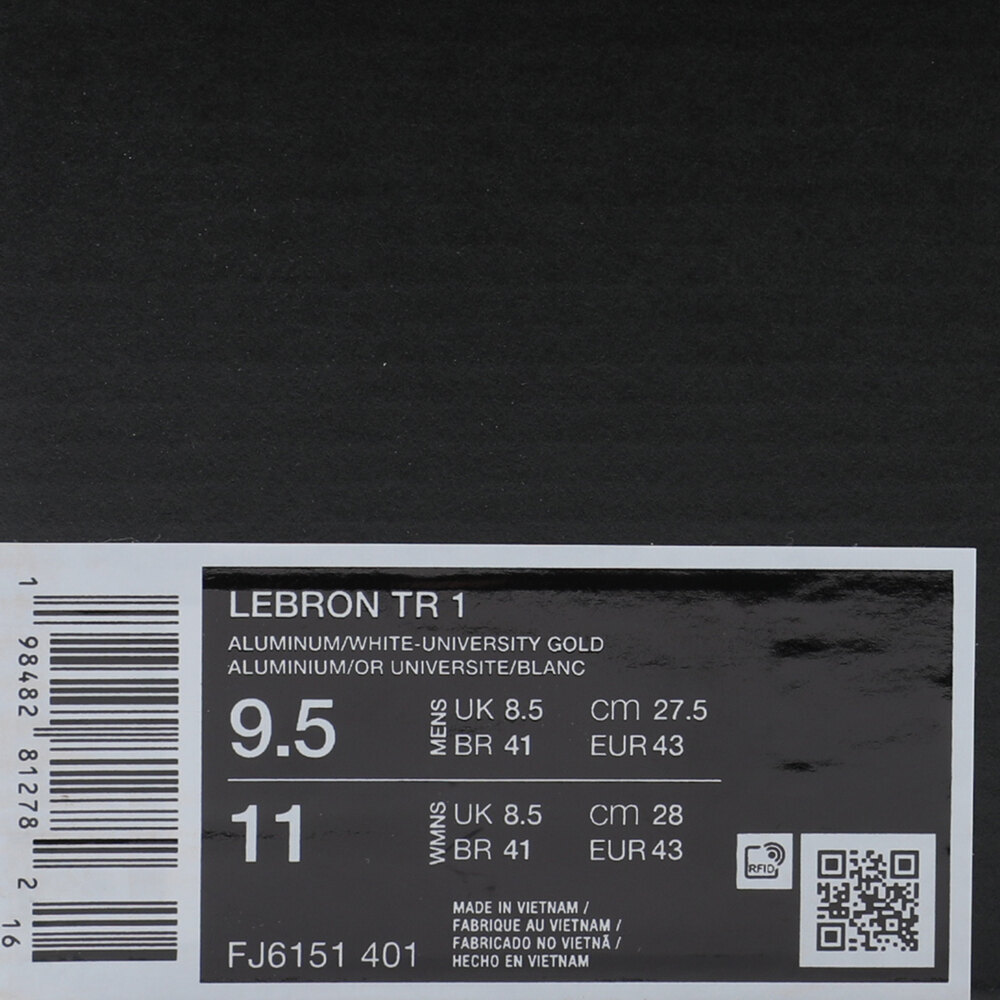 LEBRON TR 1
ALUMINUM/WHITE-UNIVERSITY GOLD
ALUMINIUM/OR UNIVERSITE/BLANC
9.5
MENS
UK 8.5 CM 27.5
BR 41 EUR 43
11
WMNS
UK 8.5 CM 28
BR 41 EUR 43
RFID
MADE IN VIETNAM /
FABRIQUE AU VIETNAM /
FABRICADO NO VIETNÃ /
HECHO EN VIETNAM
FJ6151 401
1 98482 81278 2 16